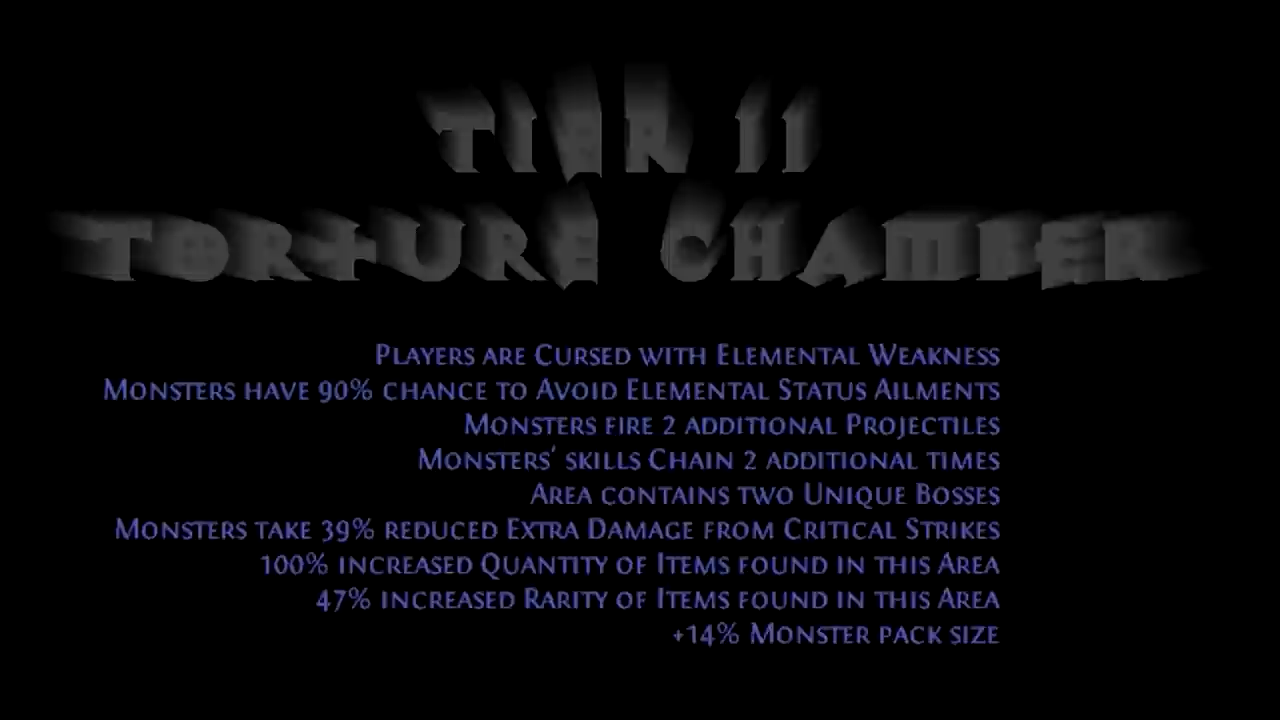 TIER 11
TORTURE CHAMBER
Players are Cursed with Elemental Weakness
Monsters have 90% chance to Avoid Elemental Status Ailments
Monsters fire 2 additional Projectiles
Monsters' skills Chain 2 additional times
Area contains two Unique Bosses
Monsters take 39% reduced Extra Damage from Critical Strikes
100% increased Quantity of Items found in this Area
47% increased Rarity of Items found in this Area
+14% Monster pack size